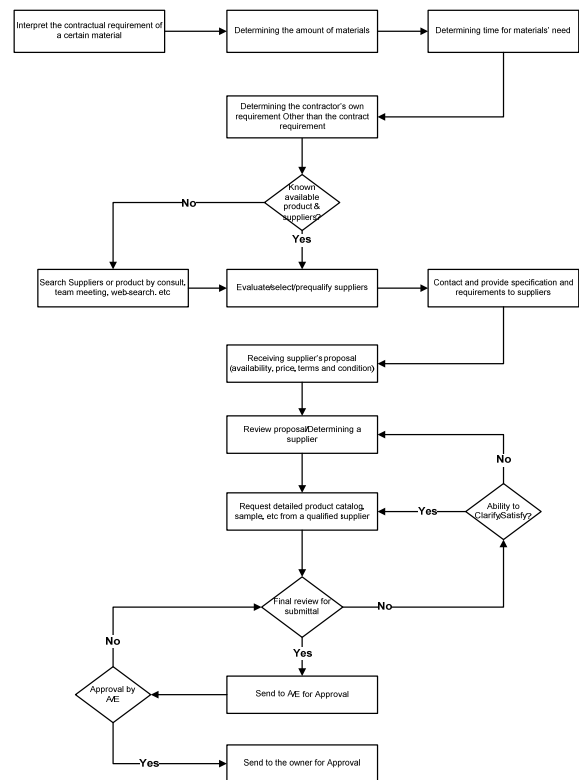 Interpret the contractual requirement of
a certain material
Determining the amount of materials
Determining time for materials' need
Determining the contractor's own
requirement Other than the contract
requirement
Known
available
product &
suppliers?
No
Yes
Search Suppliers or product by consult,
team meeting, web-search. etc
Evaluate/select/prequalify suppliers
Contact and provide specification and
requirements to suppliers
Receiving supplier's proposal
(availability, price, terms and condition)
Review proposal/Determining a
supplier
No
Request detailed product catalog,
sample, etc from a qualified supplier
Yes
Ability to
Clarify/Satisfy?
Final review for
submittal
No
No
Yes
Approval by
A/E
Send to A/E for Approval
Yes
Send to the owner for Approval